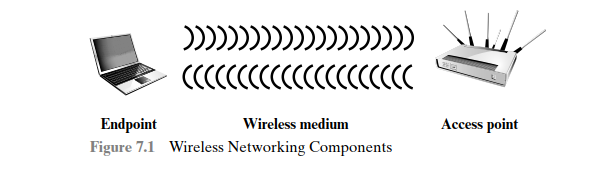 Endpoint Wireless medium Access point
Figure 7.1 Wireless Networking Components